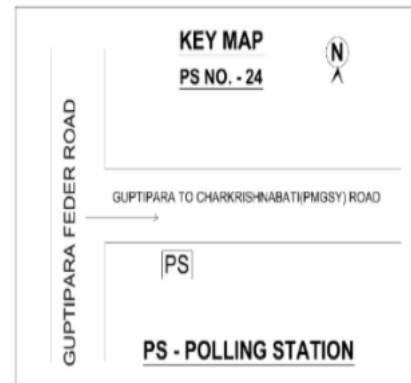 KEY MAP
PS NO. - 24
N
GUPTIPARA FEDER ROAD
GUPTIPARA TO CHARKRISHNABATI(PMGSY) ROAD
PS
PS - POLLING STATION